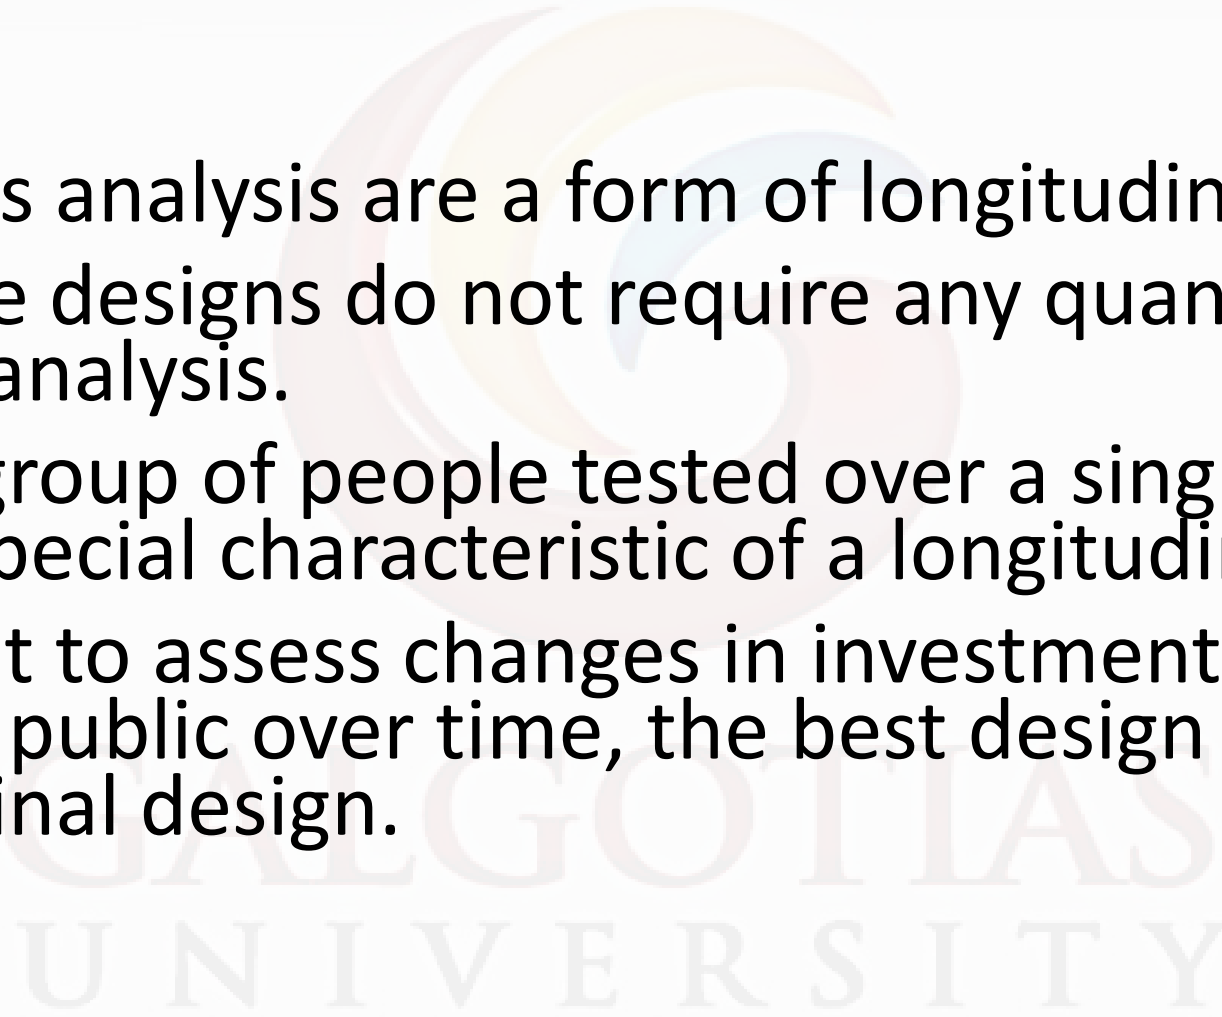 s analysis are a form of longitudin
e designs do not require any quan
analysis.
group of people tested over a sing
pecial characteristic of a longitudi
t to assess changes in investment
public over time, the best design
inal design.
GALGOTIAS
UNIVERSITY